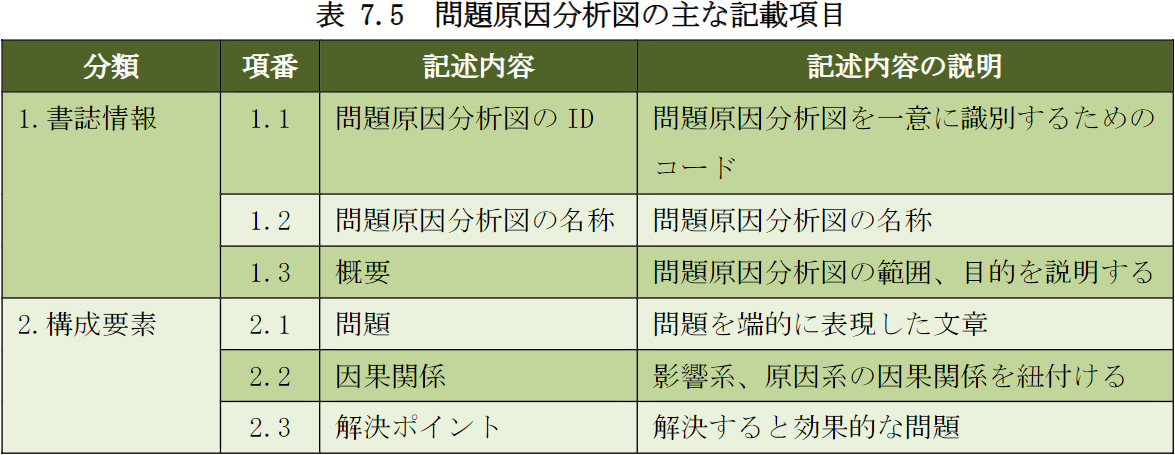 表 7.5 問題原因分析図の主な記載項目
分類 項番 記述内容 記述内容の説明
1.書誌情報 1.1 問題原因分析図の ID 問題原因分析図を一意に識別するための
コード
1.2 問題原因分析図の名称 問題原因分析図の名称
1.3 概要 問題原因分析図の範囲、目的を説明する
2.構成要素 2.1 問題 問題を端的に表現した文章
2.2 因果関係 影響系、原因系の因果関係を紐付ける
2.3 解決ポイント 解決すると効果的な問題